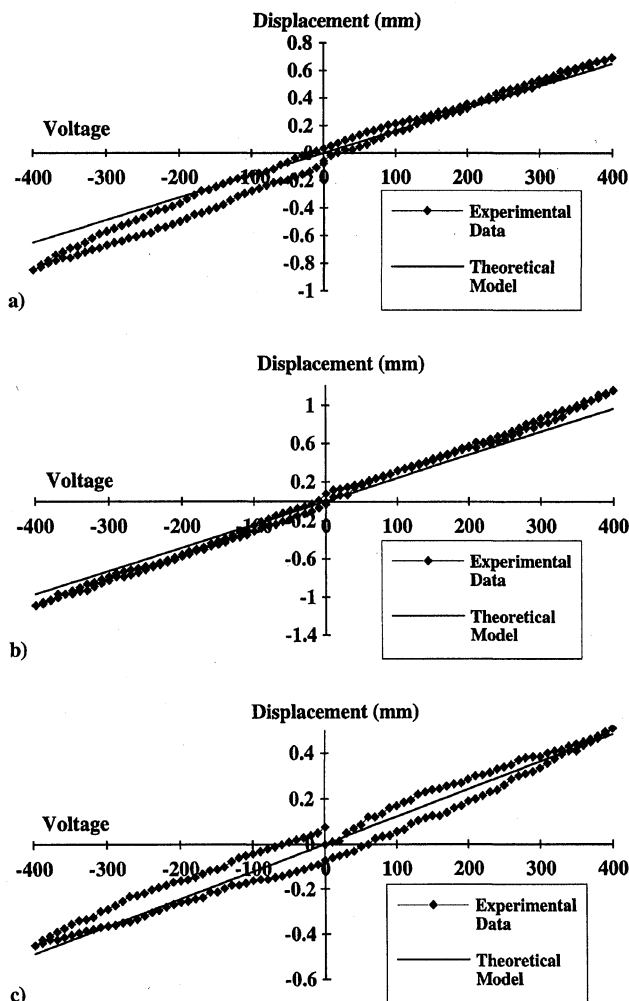 Displacement (mm)
0.8
0.6
0.4
0.2
Voltage
0
-400 -300 -200 -100 0 100 200 300 400
-0.2
-0.4
-0.6
-0.8
-1
Experimental
Data
Theoretical
Model
a)
Displacement (mm)
1
0.6
0.2
Voltage
-400 -300 -200 -100 0 100 200 300 400
-0.2
-0.6
-1
-1.4
Experimental
Data
Theoretical
Model
b)
Displacement (mm)
0.4
0.2
Voltage
0
-400 -300 -200 -100 0 100 200 300 400
-0.2
-0.4
-0.6
Experimental
Data
Theoretical
Model
c)